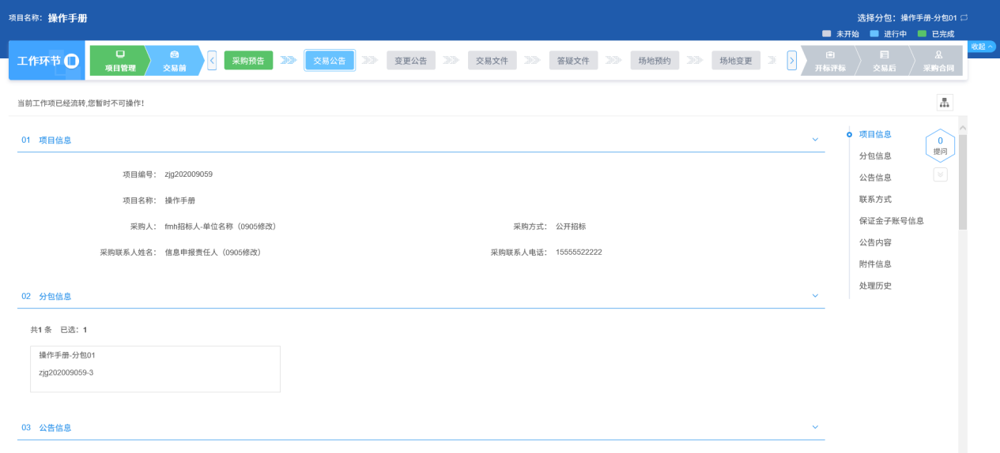 项目名称: 操作手册
选择分包: 操作手册-分包01
未开始 进行中 已完成
收起
工作环节 项目管理 交易前 采购预告 交易公告 变更公告 交易文件 答疑文件 场地预约 场地变更 开标评标 交易后 采购合同
当前工作项已经流转,您暂时不可操作!
01 项目信息
项目编号: zjg202009059
项目名称: 操作手册
采购人: fmh招标人-单位名称（0905修改） 采购方式: 公开招标
采购联系人姓名: 信息申报责任人（0905修改） 采购联系人电话: 15555522222
02 分包信息
共1 条 已选: 1
操作手册-分包01
zjg202009059-3
03 公告信息
项目信息
分包信息
公告信息
联系方式
保证金子账号信息
公告内容
附件信息
处理历史
0
提问